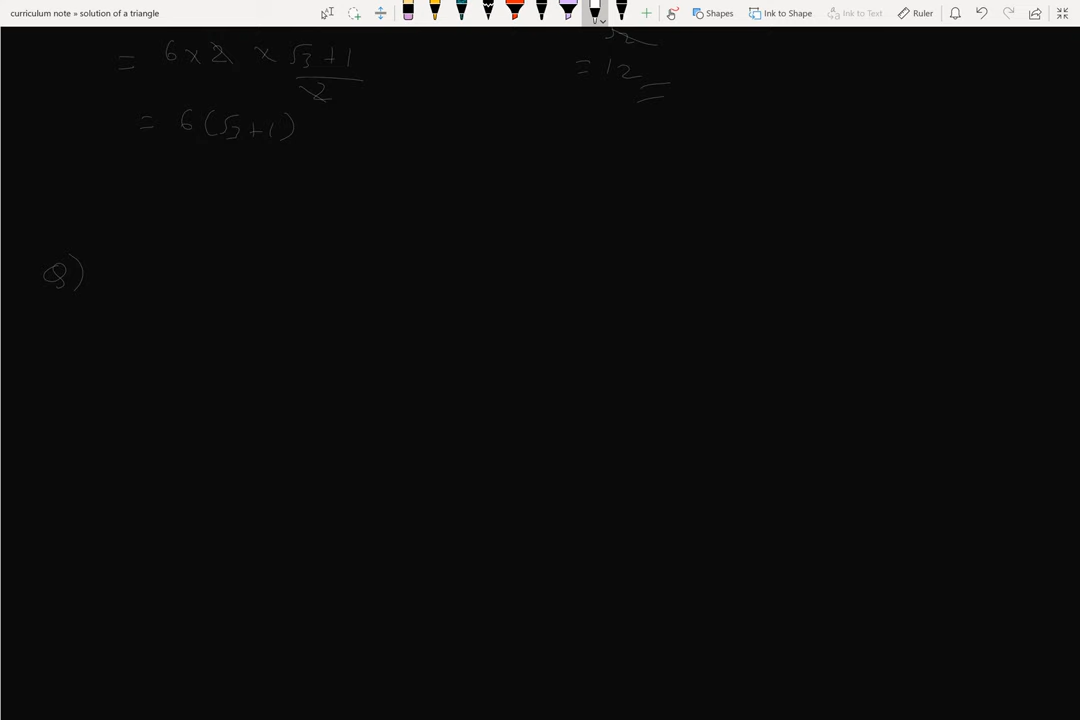 curriculum note » solution of a triangle
Shapes
Ink to Shape
Ink to Text
Ruler
= 6 × 2 × √3 + 1
2
= 6 (√3 + 1)
√2
= 12
Q)